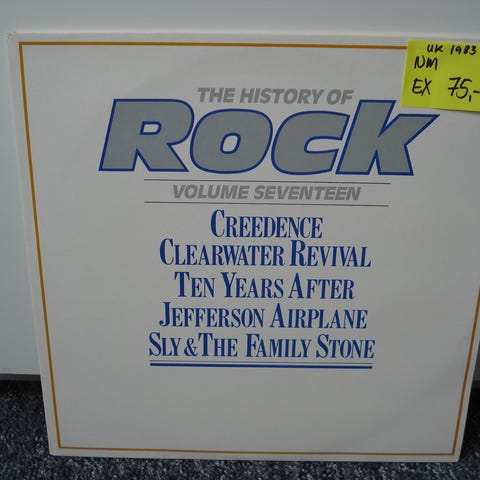 UK 1983
NM
EX 75,-
THE HISTORY OF
ROCK
VOLUME SEVENTEEN
CREEDENCE
CLEARWATER REVIVAL
TEN YEARS AFTER
JEFFERSON AIRPLANE
SLY & THE FAMILY STONE